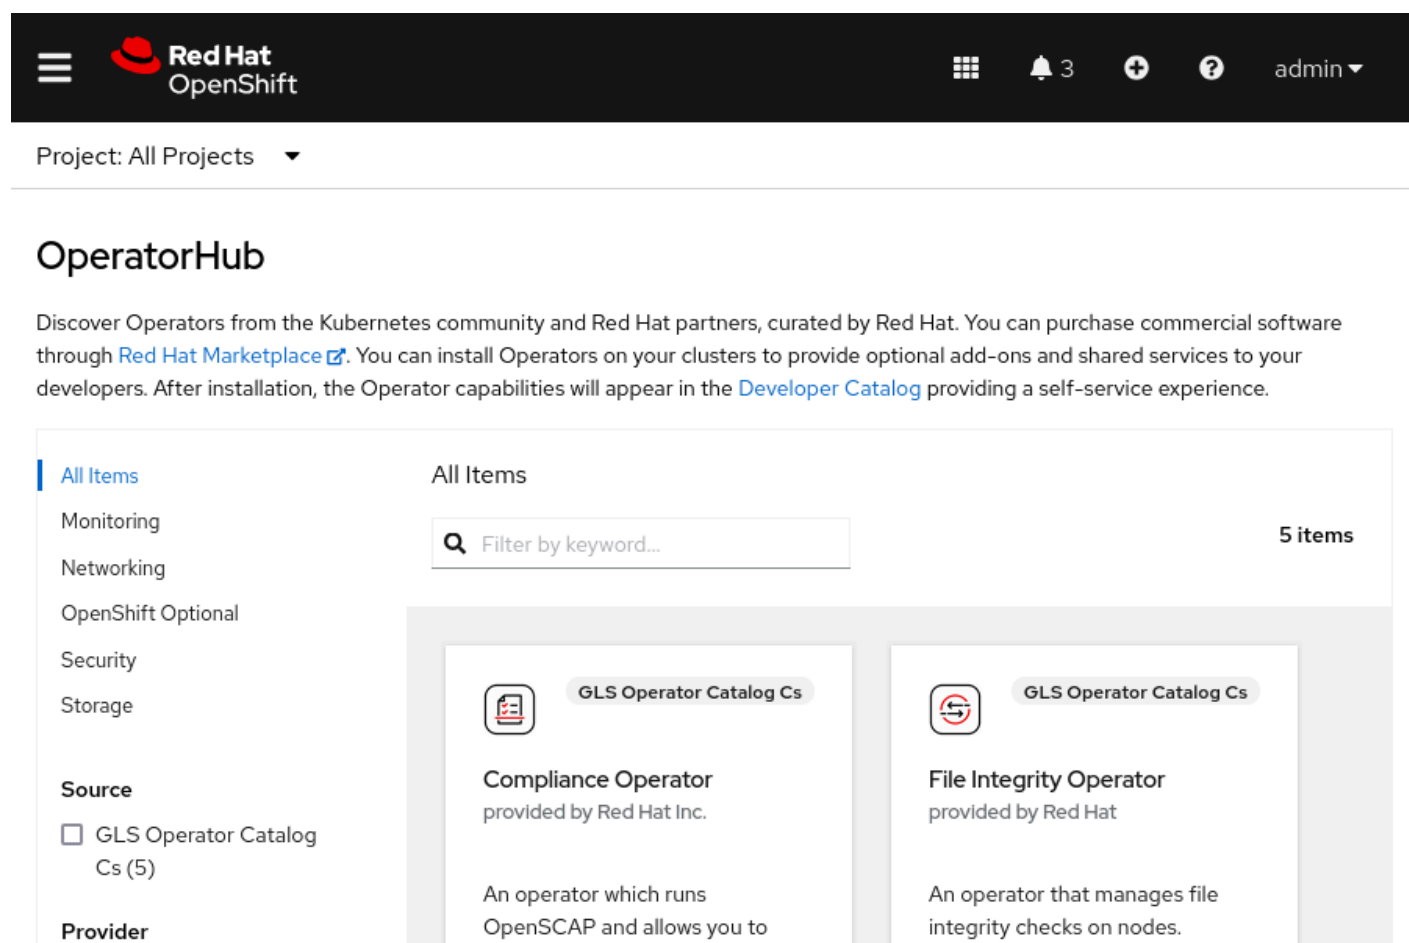 Red Hat
OpenShift
3
admin
Project: All Projects
OperatorHub
Discover Operators from the Kubernetes community and Red Hat partners, curated by Red Hat. You can purchase commercial software
through Red Hat Marketplace. You can install Operators on your clusters to provide optional add-ons and shared services to your
developers. After installation, the Operator capabilities will appear in the Developer Catalog providing a self-service experience.
All Items
Monitoring
Networking
OpenShift Optional
Security
Storage
Source
GLS Operator Catalog
Cs (5)
Provider
All Items
Filter by keyword...
5 items
GLS Operator Catalog Cs
Compliance Operator
provided by Red Hat Inc.
An operator which runs
OpenSCAP and allows you to
GLS Operator Catalog Cs
File Integrity Operator
provided by Red Hat
An operator that manages file
integrity checks on nodes.